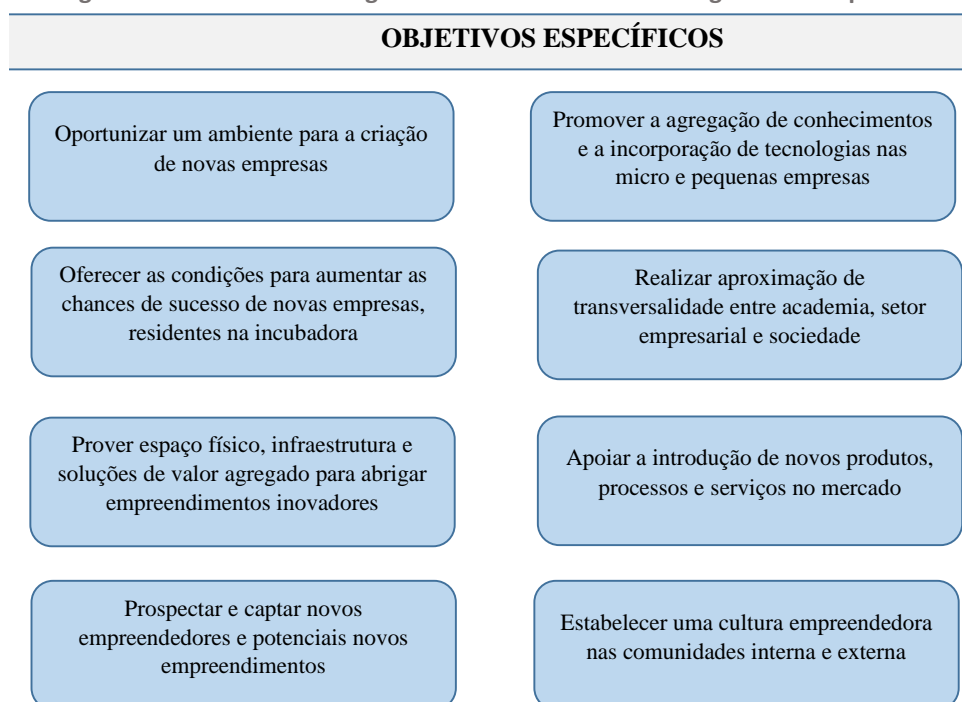 OBJETIVOS ESPECÍFICOS
Oportunizar um ambiente para a criação
de novas empresas
Promover a agregação de conhecimentos
e a incorporação de tecnologias nas
micro e pequenas empresas
Oferecer as condições para aumentar as
chances de sucesso de novas empresas,
residentes na incubadora
Realizar aproximação de
transversalidade entre academia, setor
empresarial e sociedade
Prover espaço físico, infraestrutura e
soluções de valor agregado para abrigar
empreendimentos inovadores
Apoiar a introdução de novos produtos,
processos e serviços no mercado
Prospectar e captar novos
empreendedores e potenciais novos
empreendimentos
Estabelecer uma cultura empreendedora
nas comunidades interna e externa